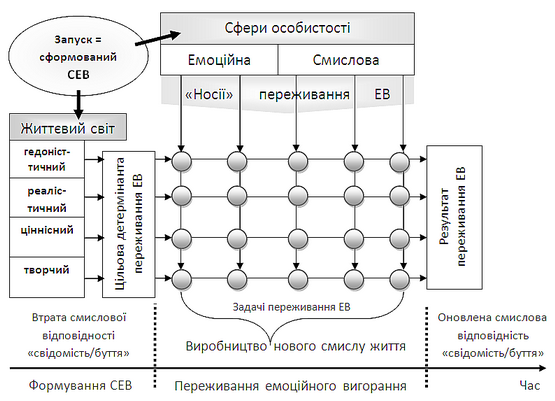 Запуск =
сформований
СЕВ
Сфери особистості
Емоційна
Смислова
«Носії» переживання ЕВ
Життєвий світ
гедоніст-
тичний
реаліс-
тичний
ціннісний
творчий
Цільова детермінанта
переживання ЕВ
Результат
переживання ЕВ
Задачі переживання ЕВ
Втрата смислової
відповідності
«свідомість/буття»
Виробництво нового смислу життя
Оновлена смислова
відповідність
«свідомість/буття»
Формування СЕВ
Переживання емоційного вигорання
Час